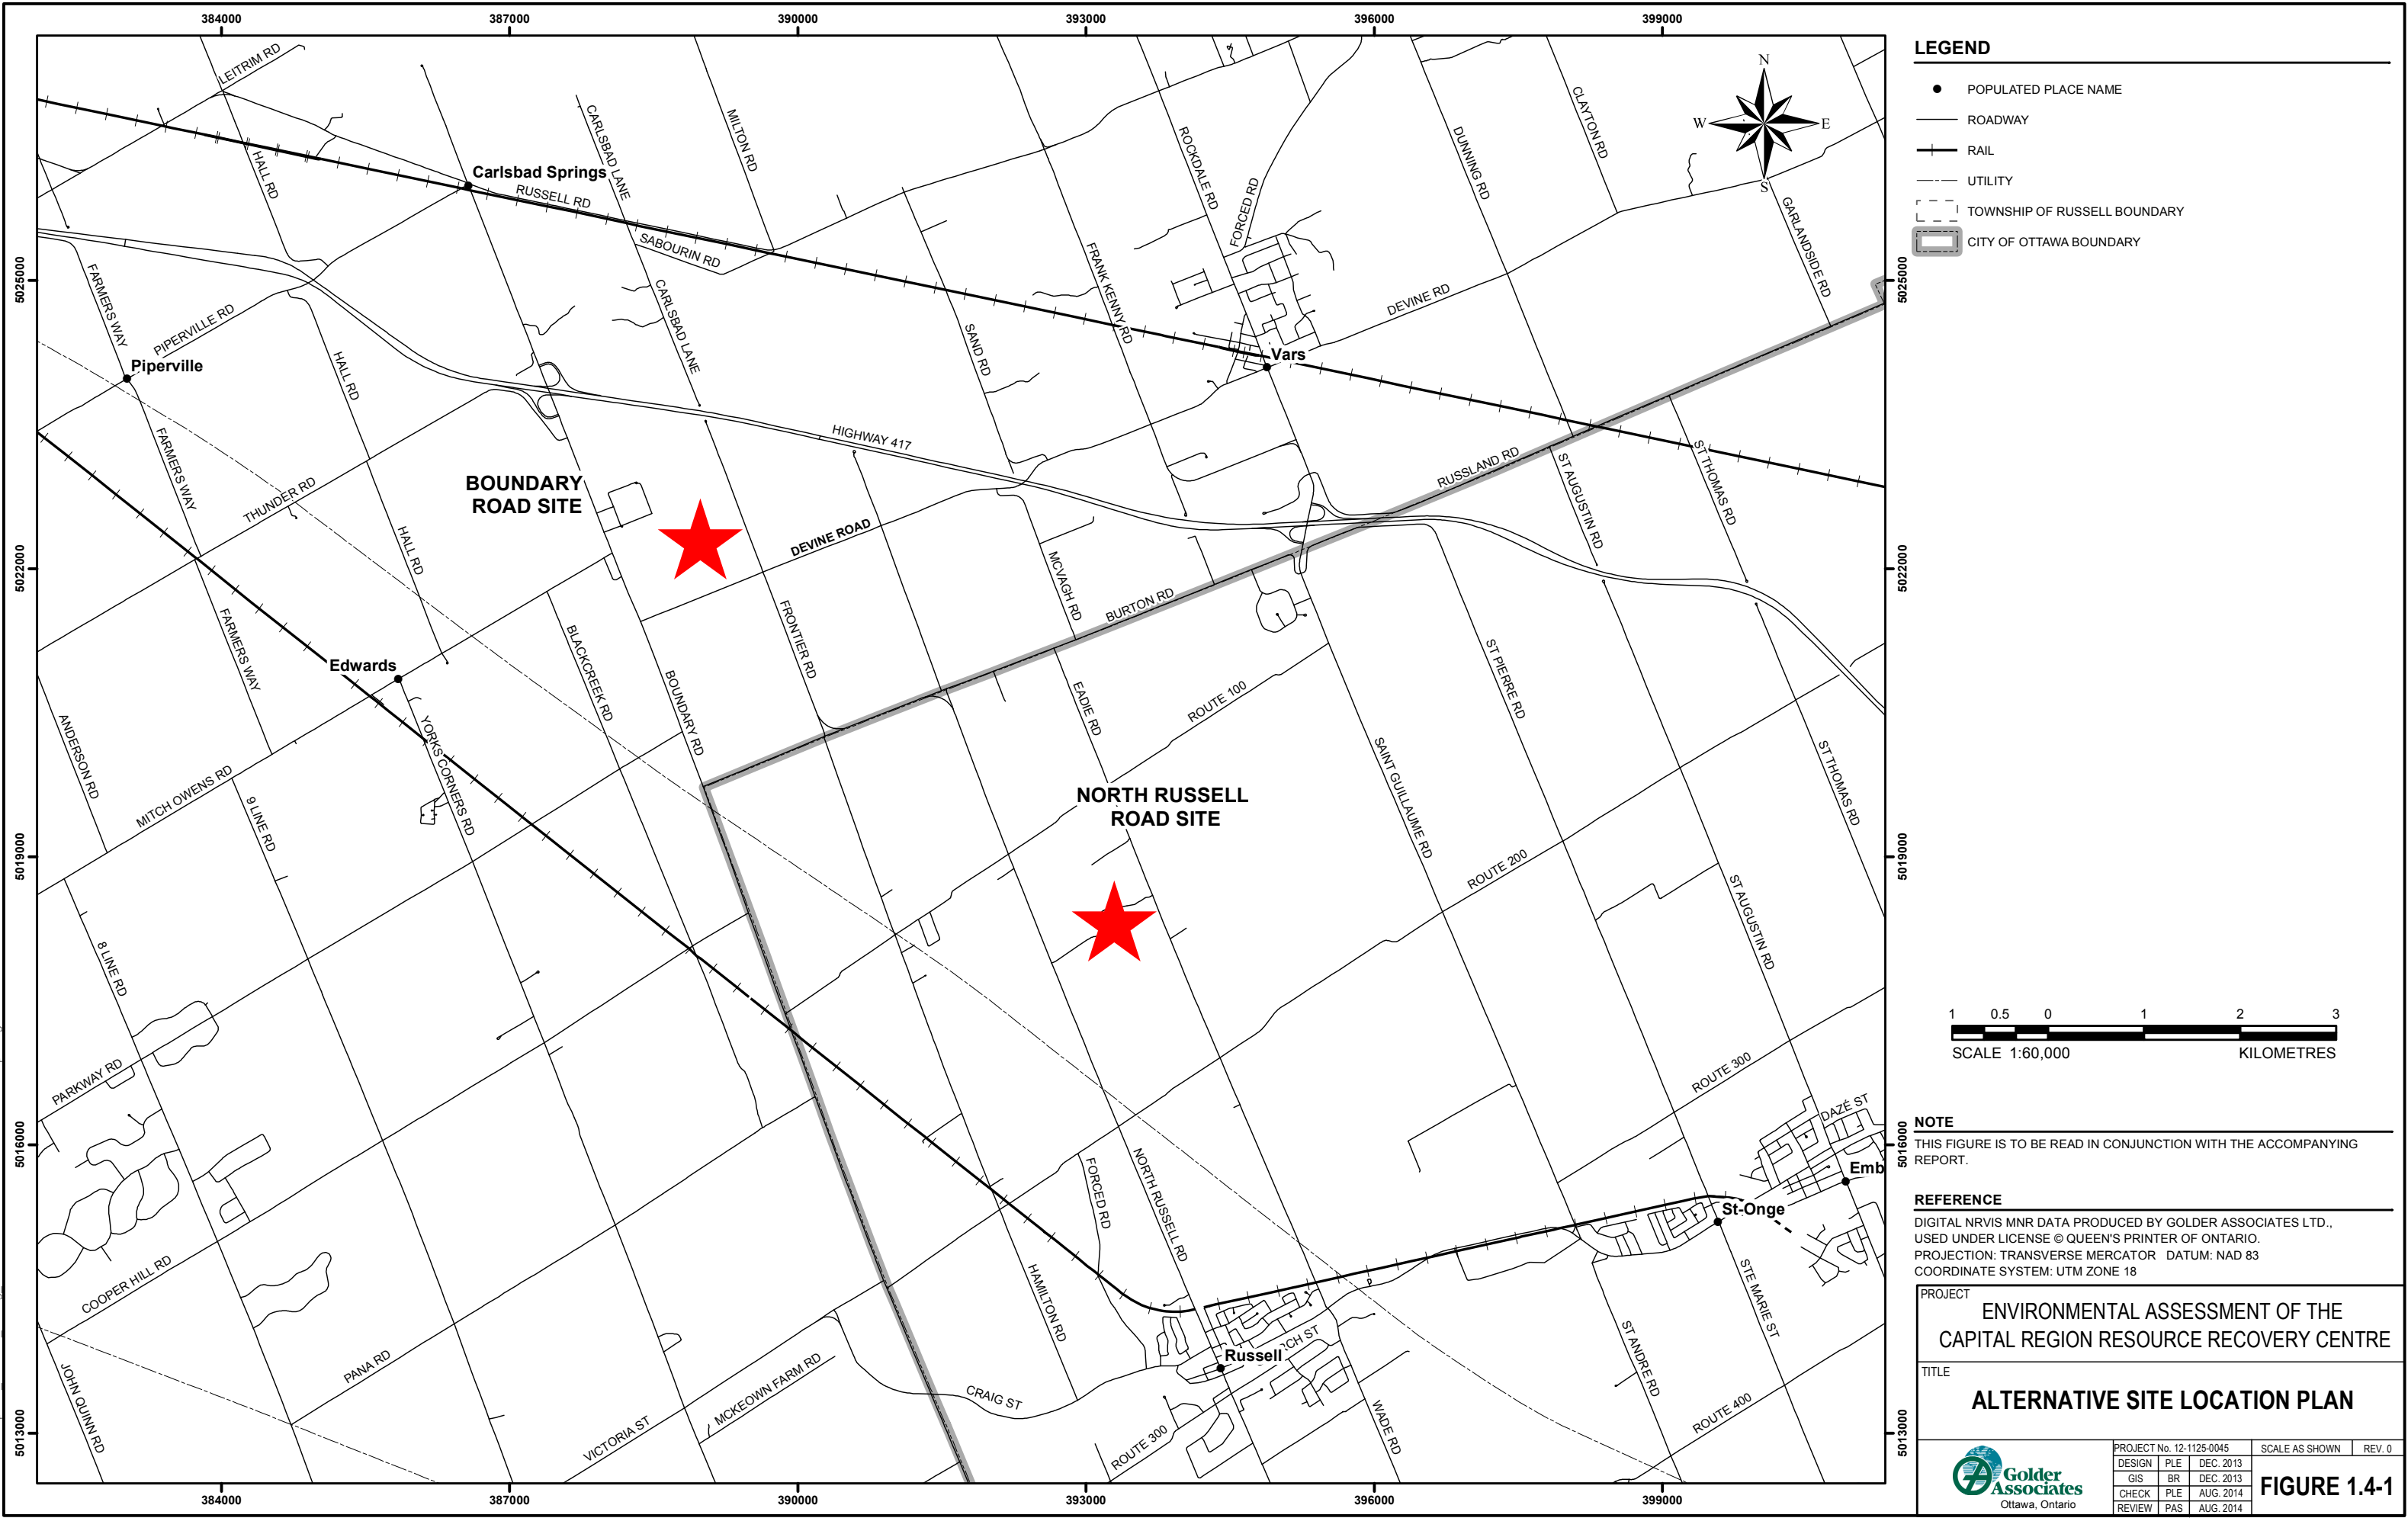 384000
387000
390000
393000
396000
399000
LEITRIM RD
HALL RD
Carlsbad Springs
RUSSELL RD
CARLSBAD LANE
MILTON RD
SABOURIN RD
CARLSBAD LANE
FRANK KENNY RD
ROCKDALE RD
FORCED RD
DUNNING RD
CLAYTON RD
GARLANDSIDE RD
N
W
E
S
5025000
5025000
FARMERS WAY
PIPERVILLE RD
Piperville
HALL RD
SAND RD
DEVINE RD
Vars
HIGHWAY 417
FARMERS WAY
THUNDER RD
HALL RD
BOUNDARY
ROAD SITE
DEVINE ROAD
RUSSLAND RD
ST AUGUSTIN RD
ST THOMAS RD
5022000
5022000
MCVAGH RD
BURTON RD
FRONTIER RD
FARMERS WAY
Edwards
BLACKCREEK RD
BOUNDARY RD
EADIE RD
ROUTE 100
ST PIERRE RD
ANDERSON RD
MITCH OWENS RD
YORKS CORNERS RD
9 LINE RD
NORTH RUSSELL
ROAD SITE
SAINT GUILLAUME RD
ST THOMAS RD
5019000
5019000
ROUTE 200
ST AUGUSTIN RD
8 LINE RD
PARKWAY RD
ROUTE 300
DAZÉ ST
5016000
5016000
Emb
FORCED RD
NORTH RUSSELL RD
St-Onge
COOPER HILL RD
HAMILTON RD
STE MARIE ST
Russell
RCH ST
ST ANDRE RD
JOHN QUINN RD
PANA RD
MCKEOWN FARM RD
CRAIG ST
VICTORIA ST
ROUTE 300
WADE RD
ROUTE 400
5013000
5013000
384000
387000
390000
393000
396000
399000
LEGEND
POPULATED PLACE NAME
ROADWAY
RAIL
UTILITY
TOWNSHIP OF RUSSELL BOUNDARY
CITY OF OTTAWA BOUNDARY
1 0.5 0 1 2 3
SCALE 1:60,000 KILOMETRES
NOTE
THIS FIGURE IS TO BE READ IN CONJUNCTION WITH THE ACCOMPANYING
REPORT.
REFERENCE
DIGITAL NRVIS MNR DATA PRODUCED BY GOLDER ASSOCIATES LTD.,
USED UNDER LICENSE © QUEEN'S PRINTER OF ONTARIO.
PROJECTION: TRANSVERSE MERCATOR DATUM: NAD 83
COORDINATE SYSTEM: UTM ZONE 18
PROJECT
ENVIRONMENTAL ASSESSMENT OF THE
CAPITAL REGION RESOURCE RECOVERY CENTRE
TITLE
ALTERNATIVE SITE LOCATION PLAN
Golder
Associates
Ottawa, Ontario
PROJECT No. 12-1125-0045 SCALE AS SHOWN REV. 0
DESIGN PLE DEC. 2013
GIS BR DEC. 2013
CHECK PLE AUG. 2014
REVIEW PAS AUG. 2014
FIGURE 1.4-1